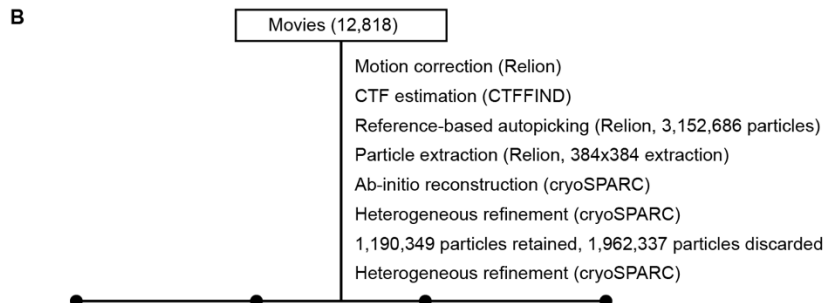 B
Movies (12,818)
Motion correction (Relion)
CTF estimation (CTFFIND)
Reference-based autopicking (Relion, 3,152,686 particles)
Particle extraction (Relion, 384x384 extraction)
Ab-initio reconstruction (cryoSPARC)
Heterogeneous refinement (cryoSPARC)
1,190,349 particles retained, 1,962,337 particles discarded
Heterogeneous refinement (cryoSPARC)